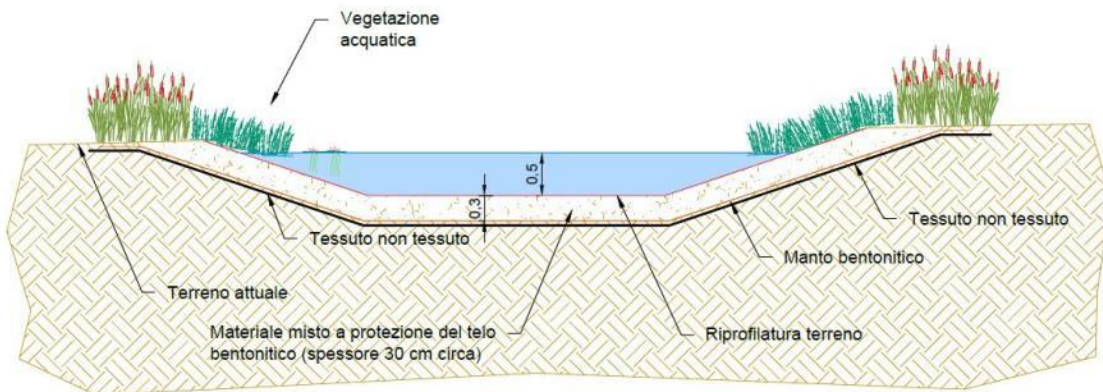 Vegetazione
acquatica
0,5
0,3
Tessuto non tessuto
Tessuto non tessuto
Manto bentonitico
Terreno attuale
Materiale misto a protezione del telo
bentonitico (spessore 30 cm circa)
Riprofilatura terreno